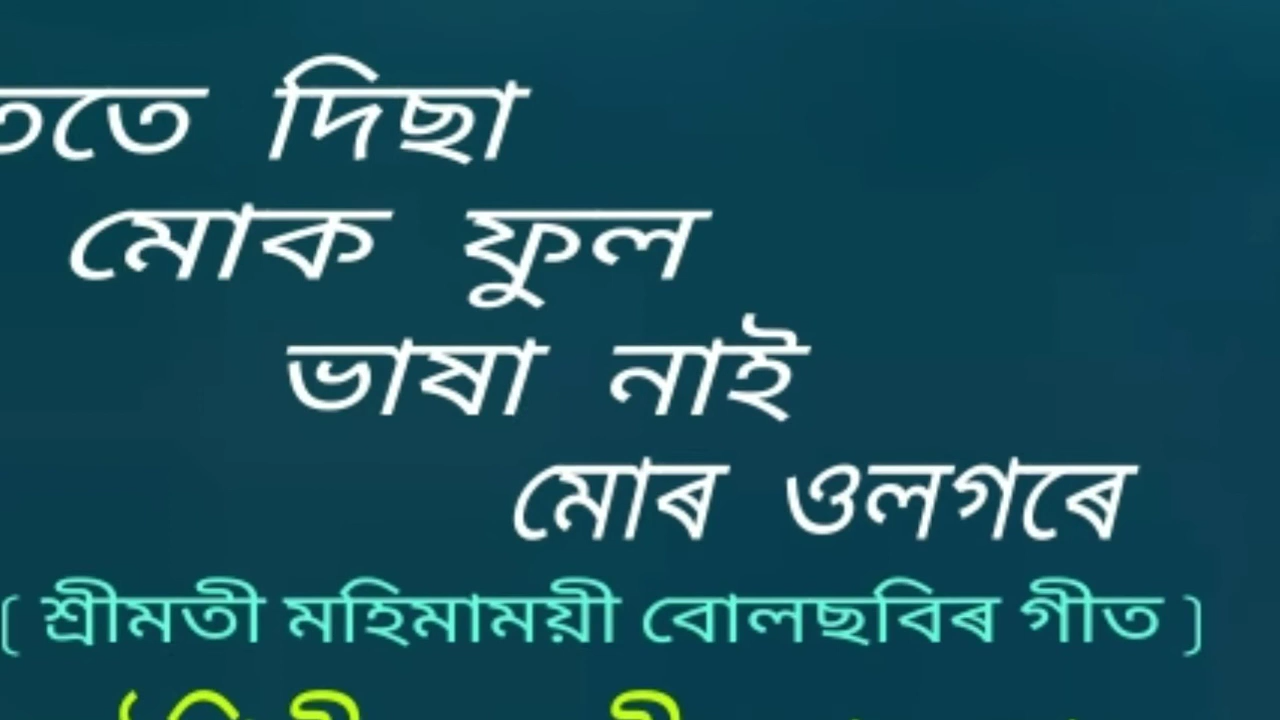 দিছা
মোক ফুল
ভাষা নাই
মোৰ ওলগৰে
( শ্ৰীমতী মহিমাময়ী বোলছবিৰ গীত )